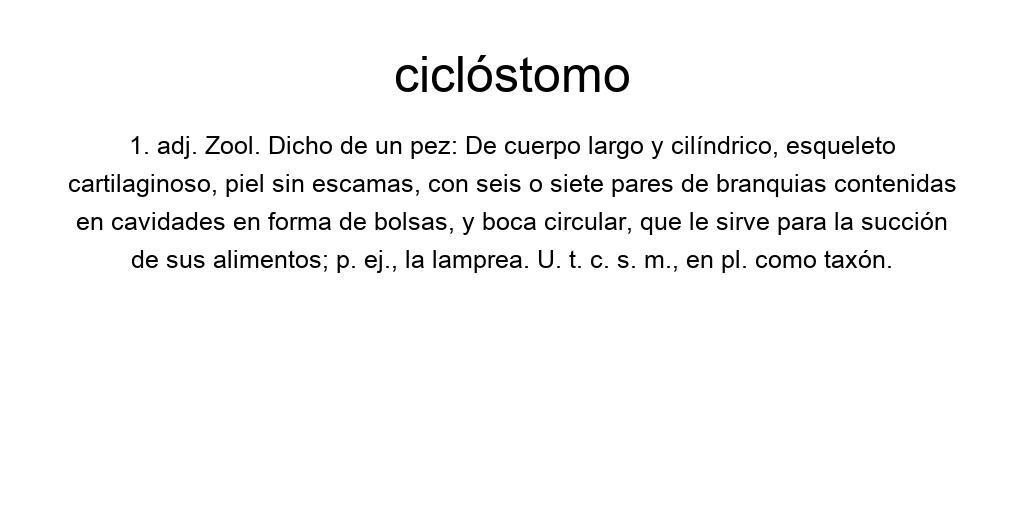 ciclóstomo
1. adj. Zool. Dicho de un pez: De cuerpo largo y cilíndrico, esqueleto
cartilaginoso, piel sin escamas, con seis o siete pares de branquias contenidas
en cavidades en forma de bolsas, y boca circular, que le sirve para la succión
de sus alimentos; p. ej., la lamprea. U. t. c. s. m., en pl. como taxón.